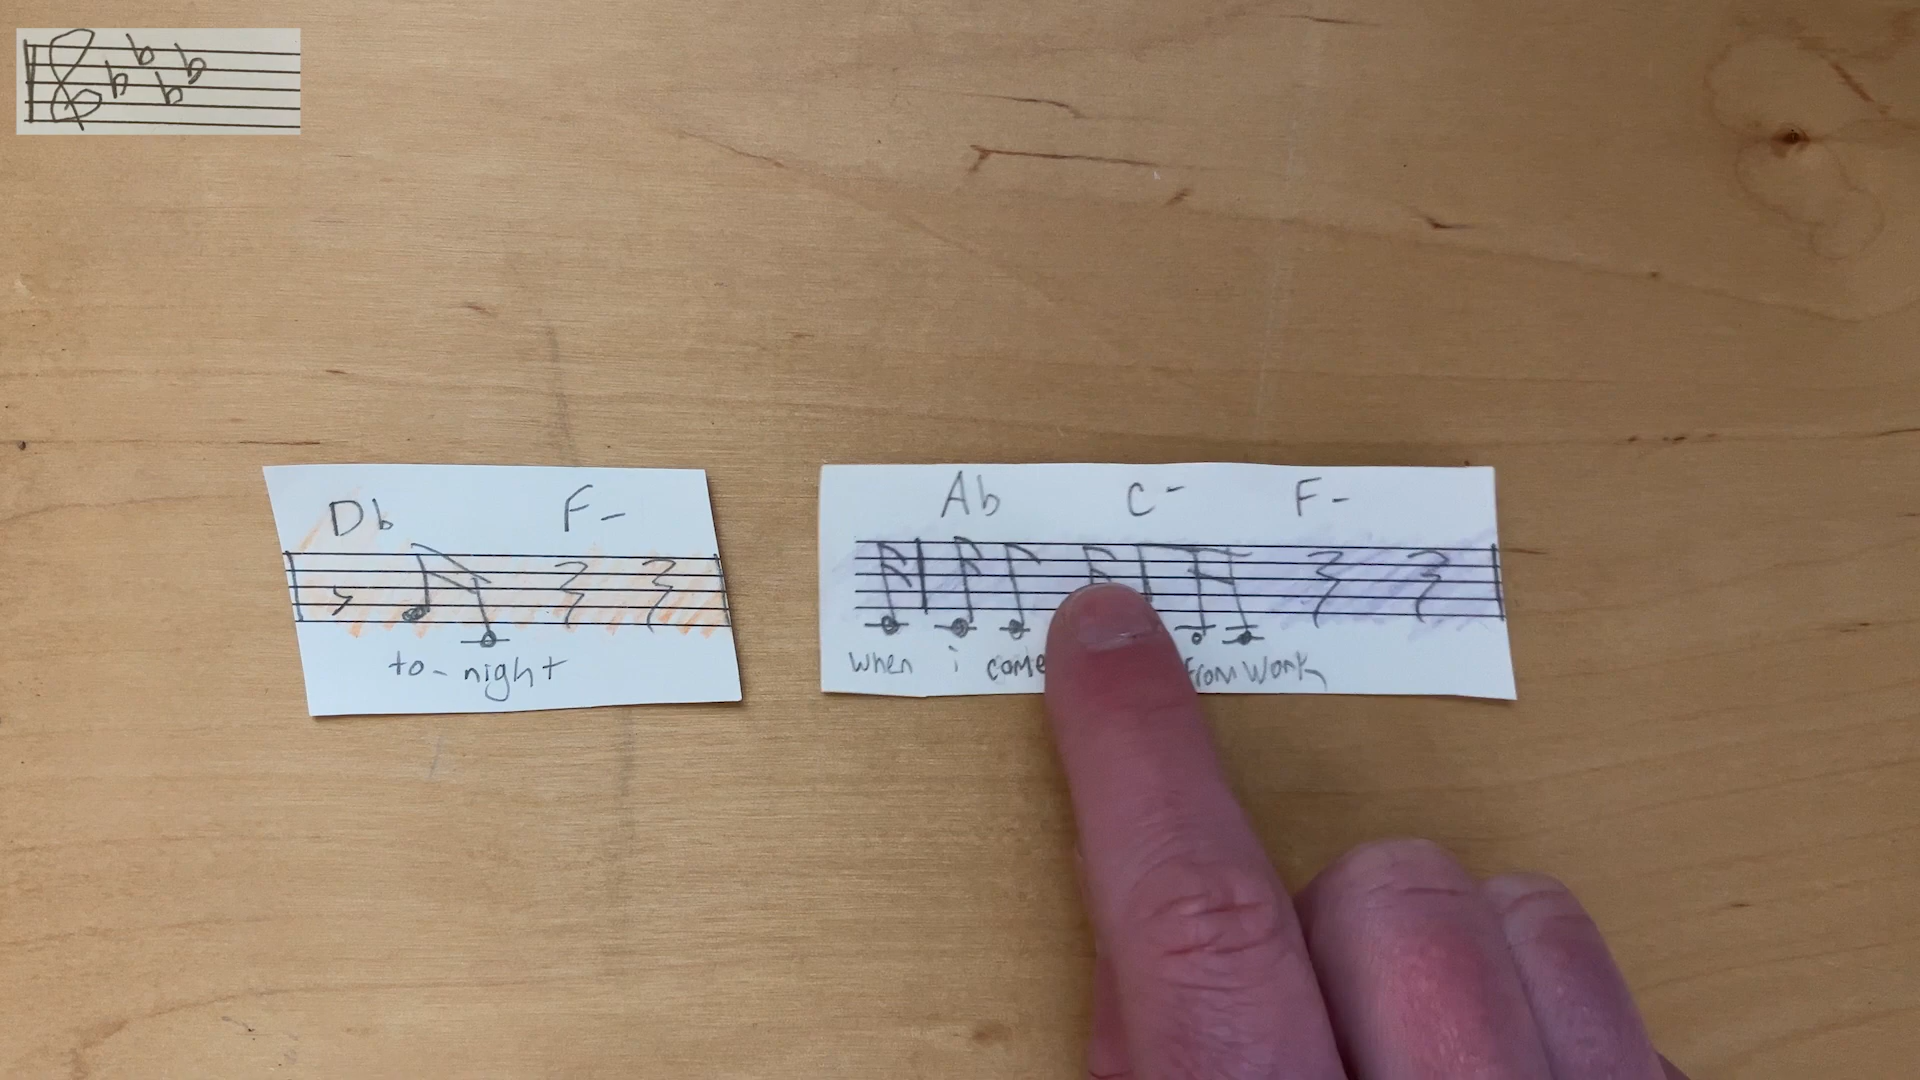 Db F-
to-night
Ab C- F-
when i come from work